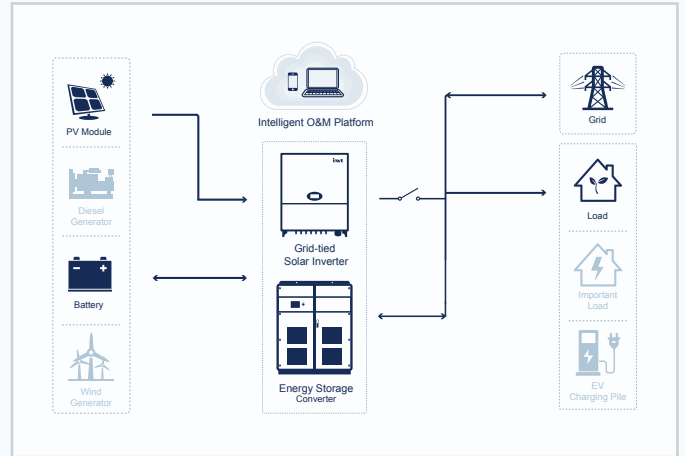 PV Module
Diesel
Generator
Battery
Wind
Generator
Intelligent O&M Platform
Grid-tied
Solar Inverter
Energy Storage
Converter
Grid
Load
Important
Load
EV
Charging Pile